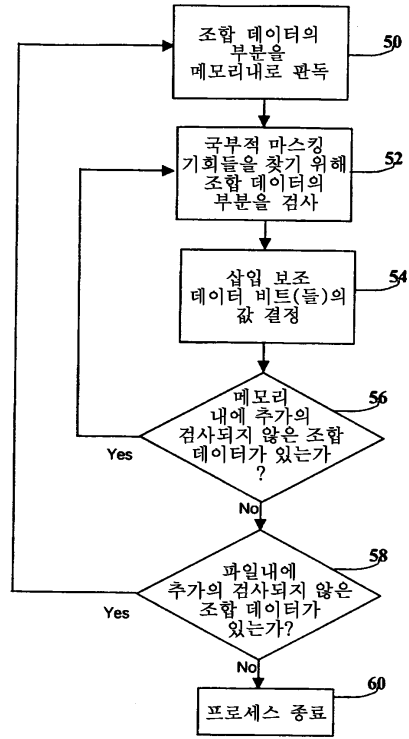 조합 데이터의
부분을
메모리내로 판독
50
국부적 마스킹
기회들을 찾기 위해
조합 데이터의
부분을 검사
52
삽입 보조
데이터 비트(들)의
값 결정
54
메모리
내에 추가의
검사되지 않은 조합
데이터가 있는가
?
56
Yes
No
파일내에
추가의 검사되지 않은
조합 데이터가
있는가?
58
Yes
No
프로세스 종료
60